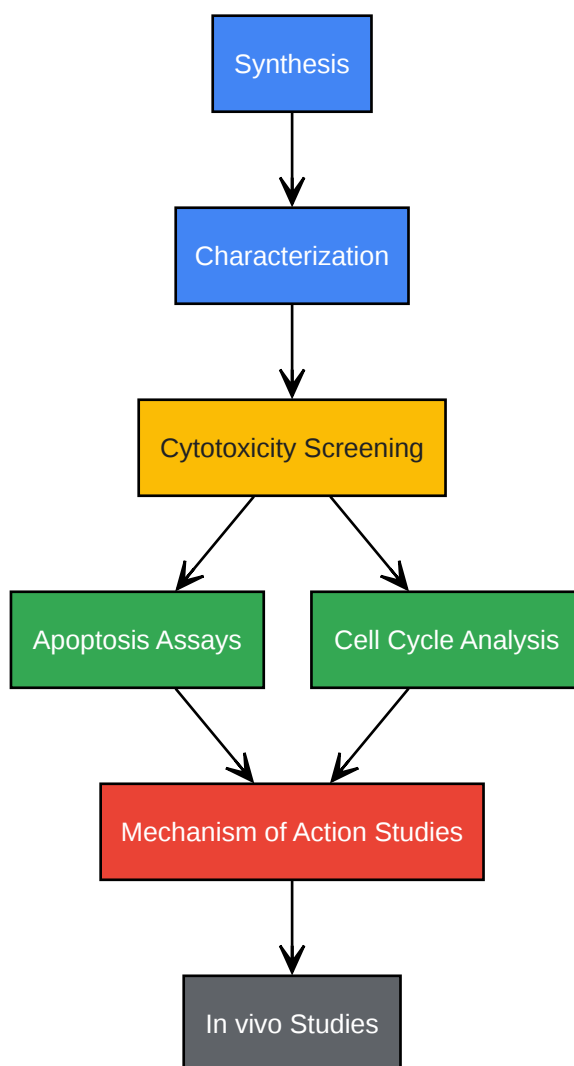 Synthesis
Characterization
Cytotoxicity Screening
Apoptosis Assays
Cell Cycle Analysis
Mechanism of Action Studies
In vivo Studies